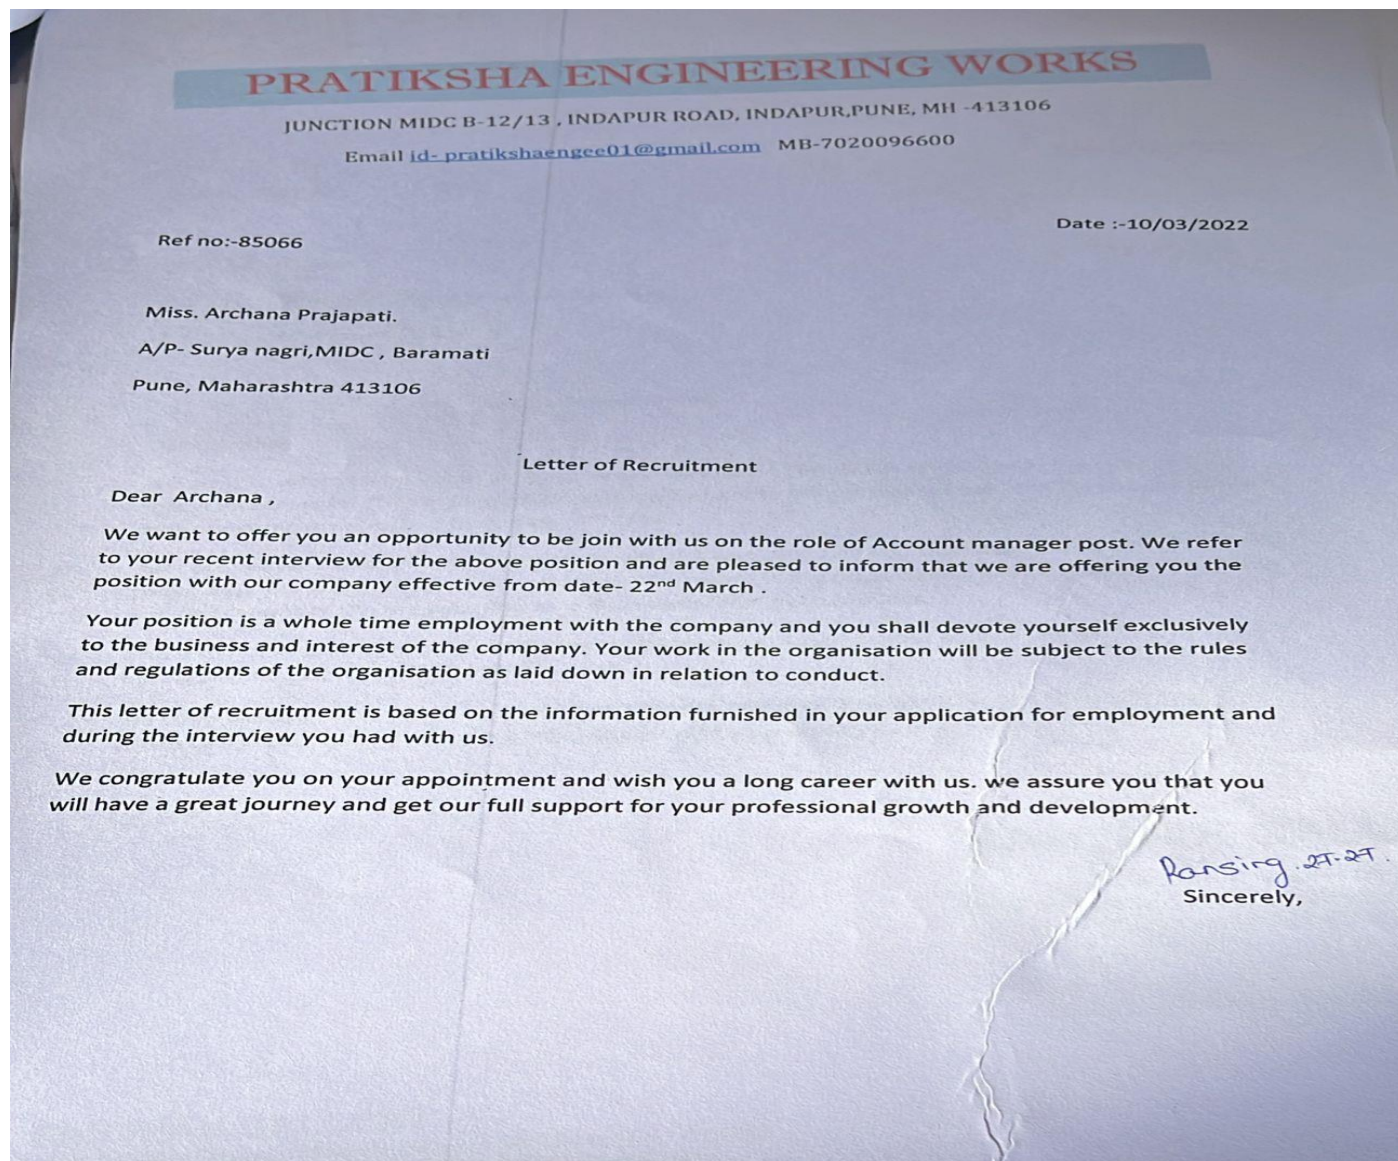 PRATIKSHA ENGINEERING WORKS
JUNCTION MIDC B-12/13 , INDAPUR ROAD, INDAPUR,PUNE, MH -413106
Email id- pratikshaengee01@gmail.com MB-7020096600
Date :-10/03/2022
Ref no:-85066
Miss. Archana Prajapati.
A/P- Surya nagri,MIDC , Baramati
Pune, Maharashtra 413106
Letter of Recruitment
Dear Archana ,
We want to offer you an opportunity to be join with us on the role of Account manager post. We refer
to your recent interview for the above position and are pleased to inform that we are offering you the
position with our company effective from date- 22nd March .
Your position is a whole time employment with the company and you shall devote yourself exclusively
to the business and interest of the company. Your work in the organisation will be subject to the rules
and regulations of the organisation as laid down in relation to conduct.
This letter of recruitment is based on the information furnished in your application for employment and
during the interview you had with us.
We congratulate you on your appointment and wish you a long career with us. we assure you that you
will have a great journey and get our full support for your professional growth and development.
Ransing
Sincerely,